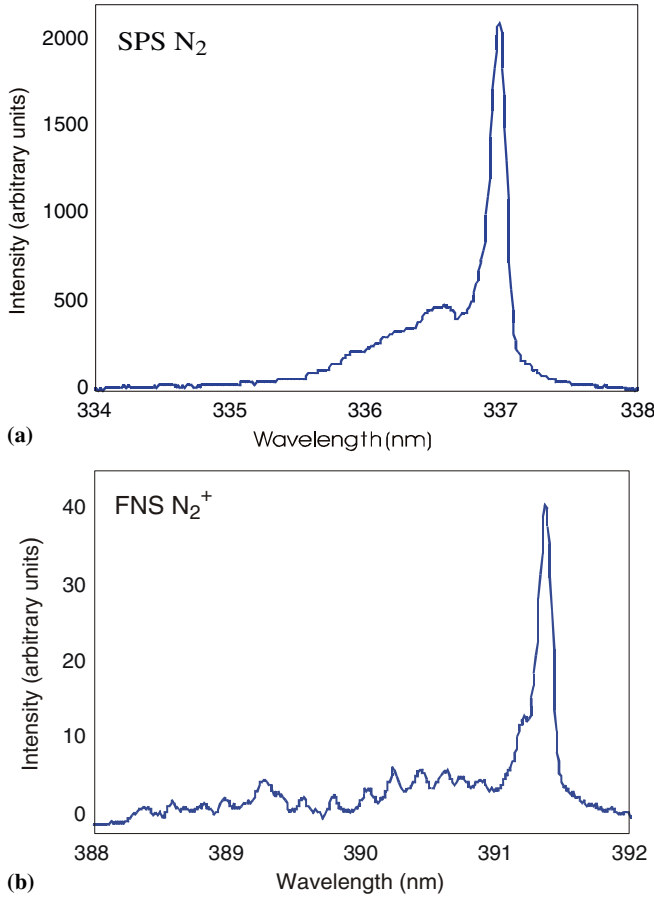 SPS N₂
Intensity (arbitrary units)
2000
1500
1000
500
0
334 335 336 337 338
Wavelength (nm)
(a)
FNS N₂⁺
Intensity (arbitrary units)
40
30
20
10
0
388 389 390 391 392
Wavelength (nm)
(b)